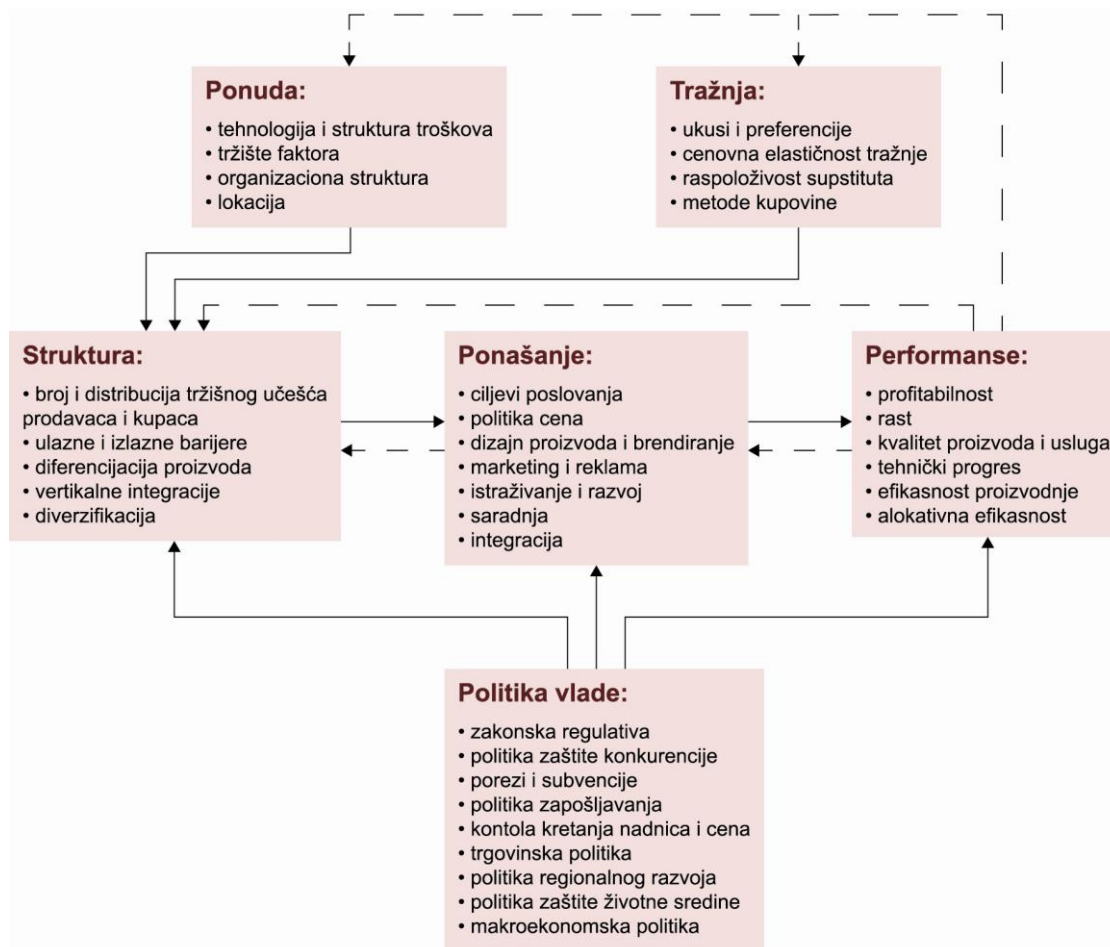 Ponuda:
• tehnologija i struktura troškova
• tržište faktora
• organizaciona struktura
• lokacija
Tražnja:
• ukusi i preferencije
• cenovna elastičnost tražnje
• raspoloživost supstituta
• metode kupovine
Struktura:
• broj i distribucija tržišnog učešća
prodavaca i kupaca
• ulazne i izlazne barijere
• diferencijacija proizvoda
• vertikalne integracije
• diverzifikacija
Ponašanje:
• ciljevi poslovanja
• politika cena
• dizajn proizvoda i brendiranje
• marketing i reklama
• istraživanje i razvoj
• saradnja
• integracija
Performanse:
• profitabilnost
• rast
• kvalitet proizvoda i usluga
• tehnički progres
• efikasnost proizvodnje
• alokativna efikasnost
Politika vlade:
• zakonska regulativa
• politika zaštite konkurencije
• porezi i subvencije
• politika zapošljavanja
• kontola kretanja nadnica i cena
• trgovinska politika
• politika regionalnog razvoja
• politika zaštite životne sredine
• makroekonomska politika